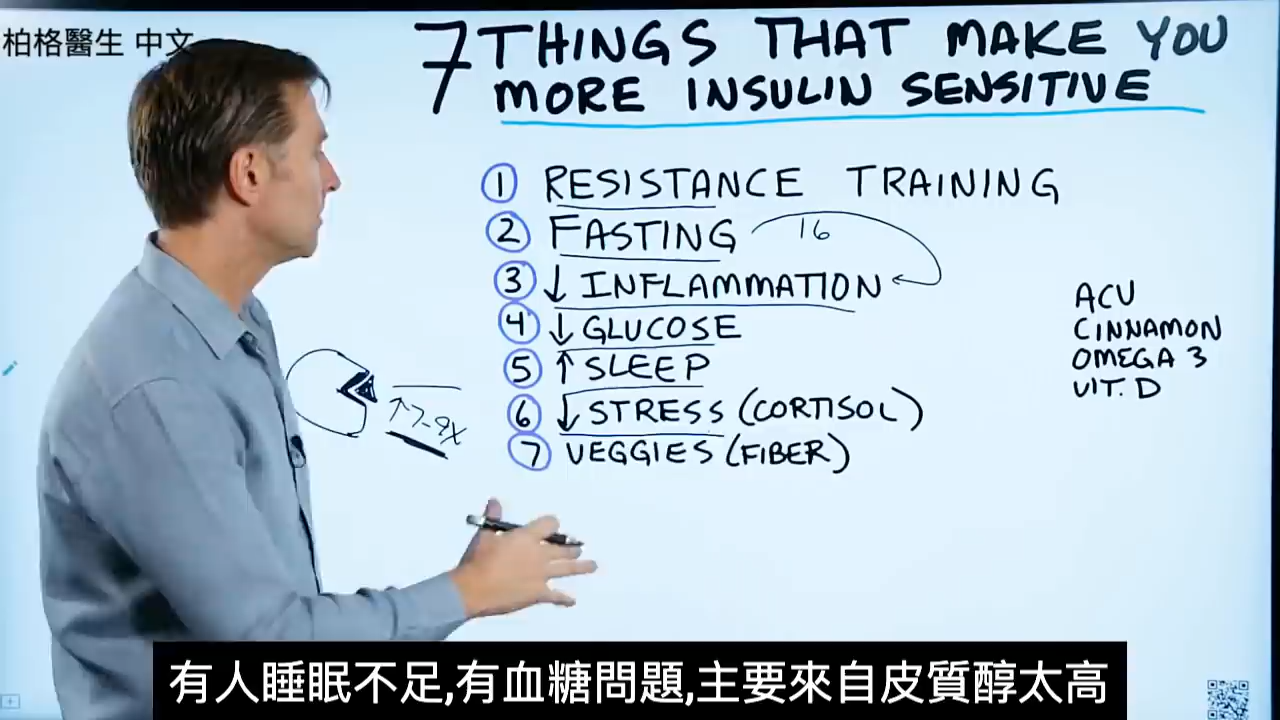 柏格醫生 中文
7 THINGS THAT MAKE YOU
MORE INSULIN SENSITIVE
1 RESISTANCE TRAINING
2 FASTING 16
3 ↓ INFLAMMATION
4 ↓ GLUCOSE
5 ↑ SLEEP
6 ↓ STRESS (CORTISOL)
7 VEGGIES (FIBER)
ACV
CINNAMON
OMEGA 3
VIT. D
有人睡眠不足,有血糖問題,主要來自皮質醇太高